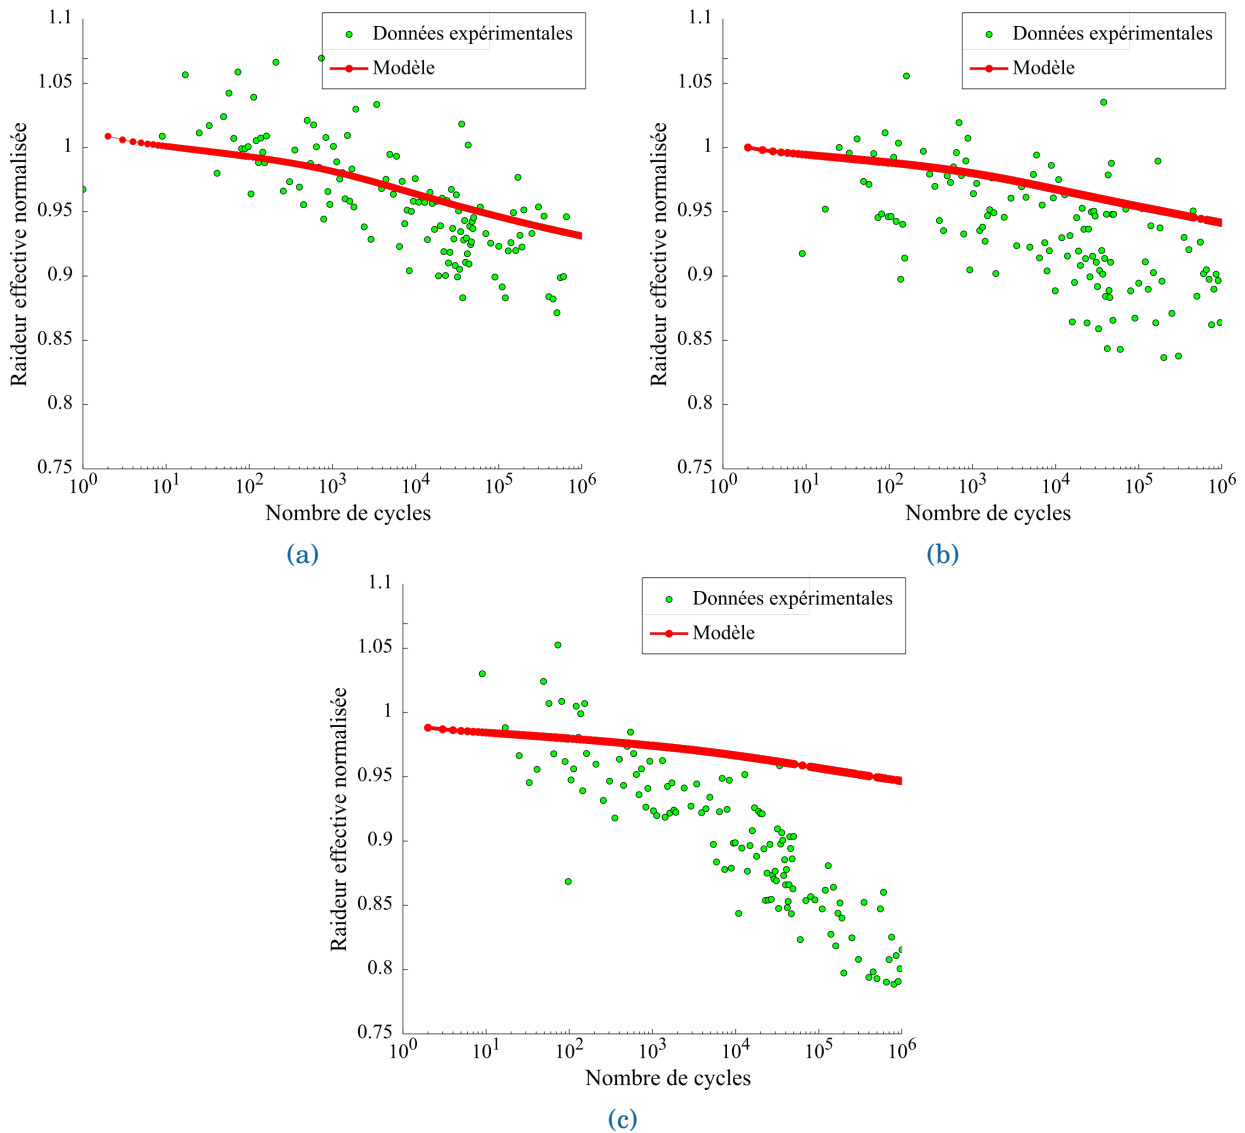 1.1
1.05
1
0.95
0.9
0.85
0.8
0.75
Raideur effective normalisée
Données expérimentales
Modèle
10^0 10^1 10^2 10^3 10^4 10^5 10^6
Nombre de cycles
(a)
1.1
1.05
1
0.95
0.9
0.85
0.8
0.75
Raideur effective normalisée
Données expérimentales
Modèle
10^0 10^1 10^2 10^3 10^4 10^5 10^6
Nombre de cycles
(b)
1.1
1.05
1
0.95
0.9
0.85
0.8
0.75
Raideur effective normalisée
Données expérimentales
Modèle
10^0 10^1 10^2 10^3 10^4 10^5 10^6
Nombre de cycles
(c)